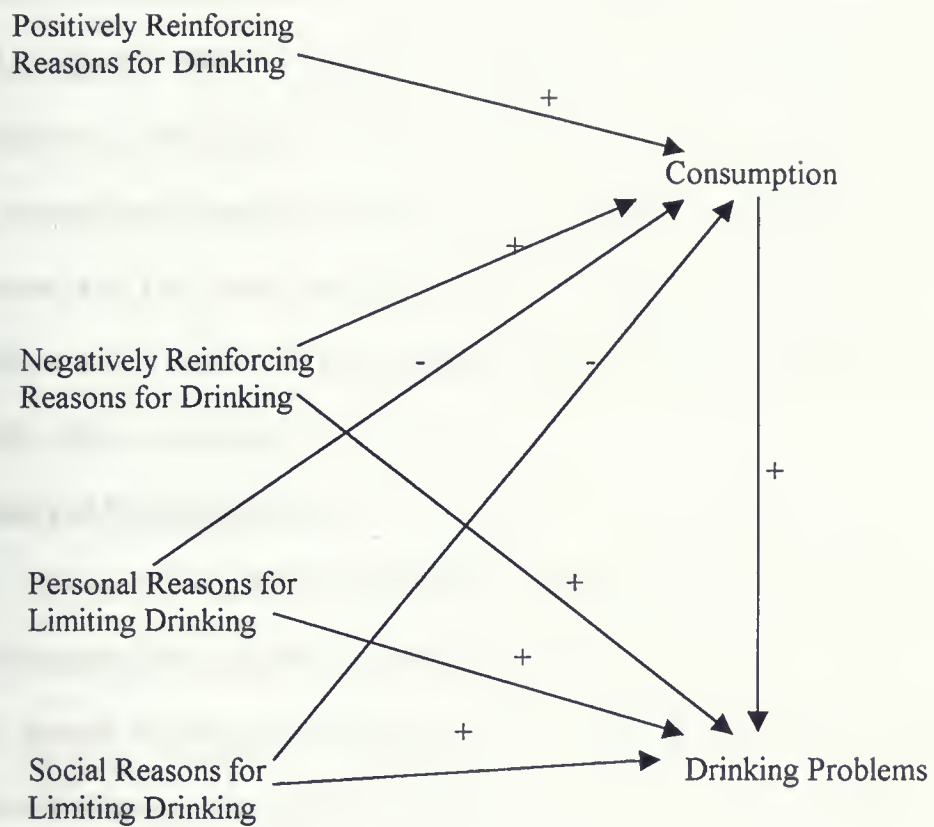 Positively Reinforcing
Reasons for Drinking
+
Consumption
+
Negatively Reinforcing
Reasons for Drinking
-
-
+
Personal Reasons for
Limiting Drinking
+
+
+
Social Reasons for
Limiting Drinking
Drinking Problems